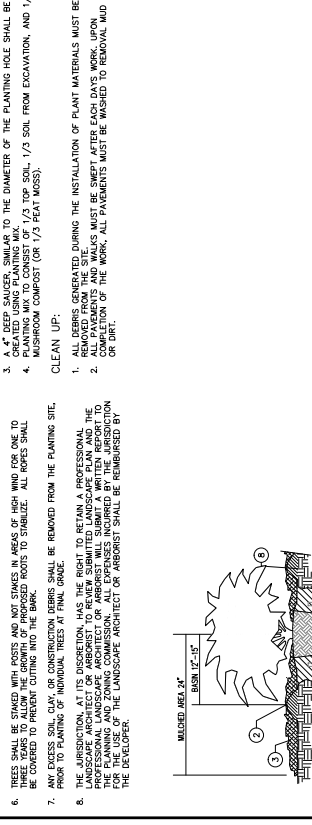 6. TREES SHALL BE STAKED WITH POSTS AND NOT STAKES IN AREAS OF HIGH WIND FOR ONE TO
THREE YEARS TO ALLOW THE GROWTH OF PROPOSED ROOTS TO STABILIZE. ALL ROPES SHALL
BE COVERED TO PREVENT CUTTING INTO THE BARK.
7. ANY EXCESS SOIL, CLAY, OR CONSTRUCTION DEBRIS SHALL BE REMOVED FROM THE PLANTING SITE,
PRIOR TO PLANTING OF INDIVIDUAL TREES AT FINAL GRADE.
8. THE JURISDICTION, AT ITS DISCRETION, HAS THE RIGHT TO RETAIN A PROFESSIONAL
LANDSCAPE ARCHITECT OR ARBORIST TO REVIEW SUBMITTED LANDSCAPE PLAN AND THE
PROFESSIONAL LANDSCAPE ARCHITECT OR ARBORIST WILL SUBMIT A WRITTEN REPORT TO
THE PLANNING AND ZONING COMMISSION. ALL EXPENSES INCURRED BY THE JURISDICTION
FOR THE USE OF THE LANDSCAPE ARCHITECT OR ARBORIST SHALL BE REIMBURSED BY
THE DEVELOPER.
MULCHED AREA 24"
BASIN 12"-15"
2
3
8
3. A 4" DEEP SAUCER, SIMILAR TO THE DIAMETER OF THE PLANTING HOLE SHALL BE
CREATED USING PLANTING MIX.
4. PLANTING MIX TO CONSIST OF 1/3 TOP SOIL, 1/3 SOIL FROM EXCAVATION, AND 1/
MUSHROOM COMPOST (OR 1/3 PEAT MOSS).
CLEAN UP:
1. ALL DEBRIS GENERATED DURING THE INSTALLATION OF PLANT MATERIALS MUST BE
REMOVED FROM THE SITE.
2. ALL PAVEMENTS AND WALKS MUST BE SWEPT AFTER EACH DAYS WORK. UPON
COMPLETION OF THE WORK, ALL PAVEMENTS MUST BE WASHED TO REMOVAL MUD
OR DIRT.